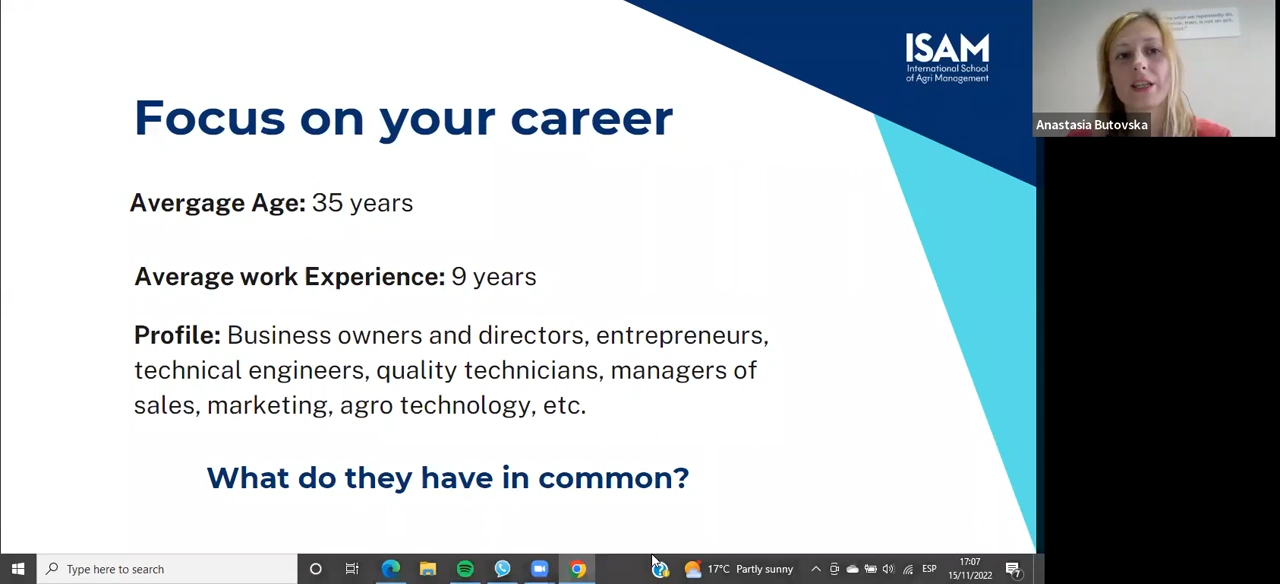 ISAM
International School
of Agri Management
Focus on your career
Avergage Age: 35 years
Average work Experience: 9 years
Profile: Business owners and directors, entrepreneurs,
technical engineers, quality technicians, managers of
sales, marketing, agro technology, etc.
What do they have in common?
Anastasia Butovska
Type here to search
17°C Partly sunny
ESP
17:07
15/11/2022
7